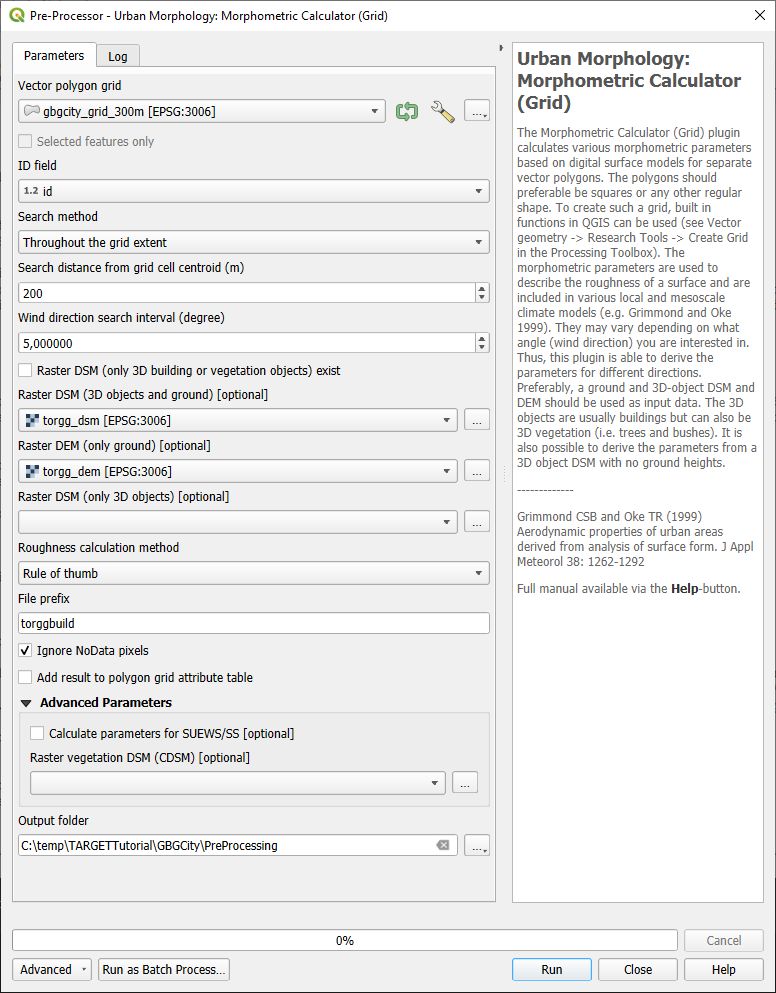 Pre-Processor - Urban Morphology: Morphometric Calculator (Grid)
Parameters
Log
Vector polygon grid
gbgcity_grid_300m [EPSG:3006]
...
Selected features only
ID field
1.2 id
Search method
Throughout the grid extent
Search distance from grid cell centroid (m)
200
Wind direction search interval (degree)
5,000000
Raster DSM (only 3D building or vegetation objects) exist
Raster DSM (3D objects and ground) [optional]
torgg_dsm [EPSG:3006]
...
Raster DEM (only ground) [optional]
torgg_dem [EPSG:3006]
...
Raster DSM (only 3D objects) [optional]
...
Roughness calculation method
Rule of thumb
File prefix
torggbuild
Ignore NoData pixels
Add result to polygon grid attribute table
Advanced Parameters
Calculate parameters for SUEWS/SS [optional]
Raster vegetation DSM (CDSM) [optional]
...
Output folder
C:\temp\TARGETTutorial\GBGCity\PreProcessing
...
Urban Morphology:
Morphometric Calculator
(Grid)
The Morphometric Calculator (Grid) plugin
calculates various morphometric parameters
based on digital surface models for separate
vector polygons. The polygons should
preferable be squares or any other regular
shape. To create such a grid, built in
functions in QGIS can be used (see Vector
geometry -> Research Tools -> Create Grid
in the Processing Toolbox). The
morphometric parameters are used to
describe the roughness of a surface and are
included in various local and mesoscale
climate models (e.g. Grimmond and Oke
1999). They may vary depending on what
angle (wind direction) you are interested in.
Thus, this plugin is able to derive the
parameters for different directions.
Preferably, a ground and 3D-object DSM and
DEM should be used as input data. The 3D
objects are usually buildings but can also be
3D vegetation (i.e. trees and bushes). It is
also possible to derive the parameters from a
3D object DSM with no ground heights.
-------------
Grimmond CSB and Oke TR (1999)
Aerodynamic properties of urban areas
derived from analysis of surface form. J Appl
Meteorol 38: 1262-1292
Full manual available via the Help-button.
0%
Cancel
Advanced
Run as Batch Process...
Run
Close
Help